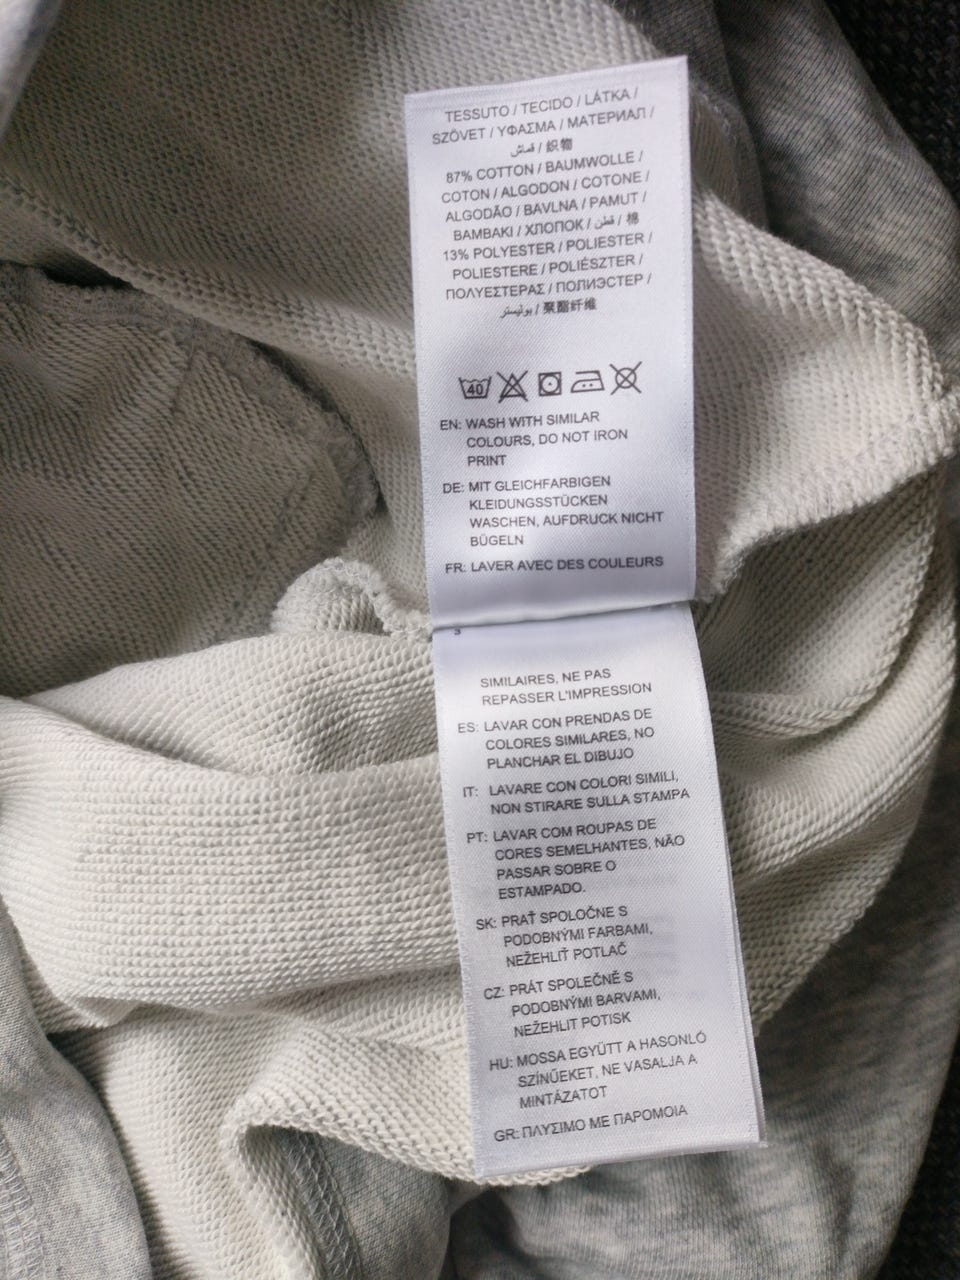 TESSUTO / TECIDO / LÁTKA /
SZÖVET / ΥΦΑΣΜΑ / МАТЕРИАЛ /
قماش / 织物
87% COTTON / BAUMWOLLE /
COTON / ALGODON / COTONE /
ALGODÃO / BAVLNA / PAMUT /
BAMBAKI / ХЛОПОК / قطن / 棉
13% POLYESTER / POLIESTER /
POLIESTERE / POLIÉSZTER /
ΠΟΛΥΕΣΤΕΡΑΣ / ПОЛИЭСТЕР /
بوليستر / 聚酯纤维
40
EN: WASH WITH SIMILAR
COLOURS, DO NOT IRON
PRINT
DE: MIT GLEICHFARBIGEN
KLEIDUNGSSTÜCKEN
WASCHEN, AUFDRUCK NICHT
BÜGELN
FR: LAVER AVEC DES COULEURS
3
SIMILAIRES, NE PAS
REPASSER L'IMPRESSION
ES: LAVAR CON PRENDAS DE
COLORES SIMILARES, NO
PLANCHAR EL DIBUJO
IT: LAVARE CON COLORI SIMILI,
NON STIRARE SULLA STAMPA
PT: LAVAR COM ROUPAS DE
CORES SEMELHANTES, NÃO
PASSAR SOBRE O
ESTAMPADO.
SK: PRAŤ SPOLOČNE S
PODOBNÝMI FARBAMI,
NEŽEHLIŤ POTLAČ
CZ: PRÁT SPOLEČNĚ S
PODOBNÝMI BARVAMI,
NEŽEHLIT POTISK
HU: MOSSA EGYÜTT A HASONLÓ
SZÍNŰEKET, NE VASALJA A
MINTÁZATOT
GR: ΠΛΥΣΙΜΟ ΜΕ ΠΑΡΟΜΟΙΑ